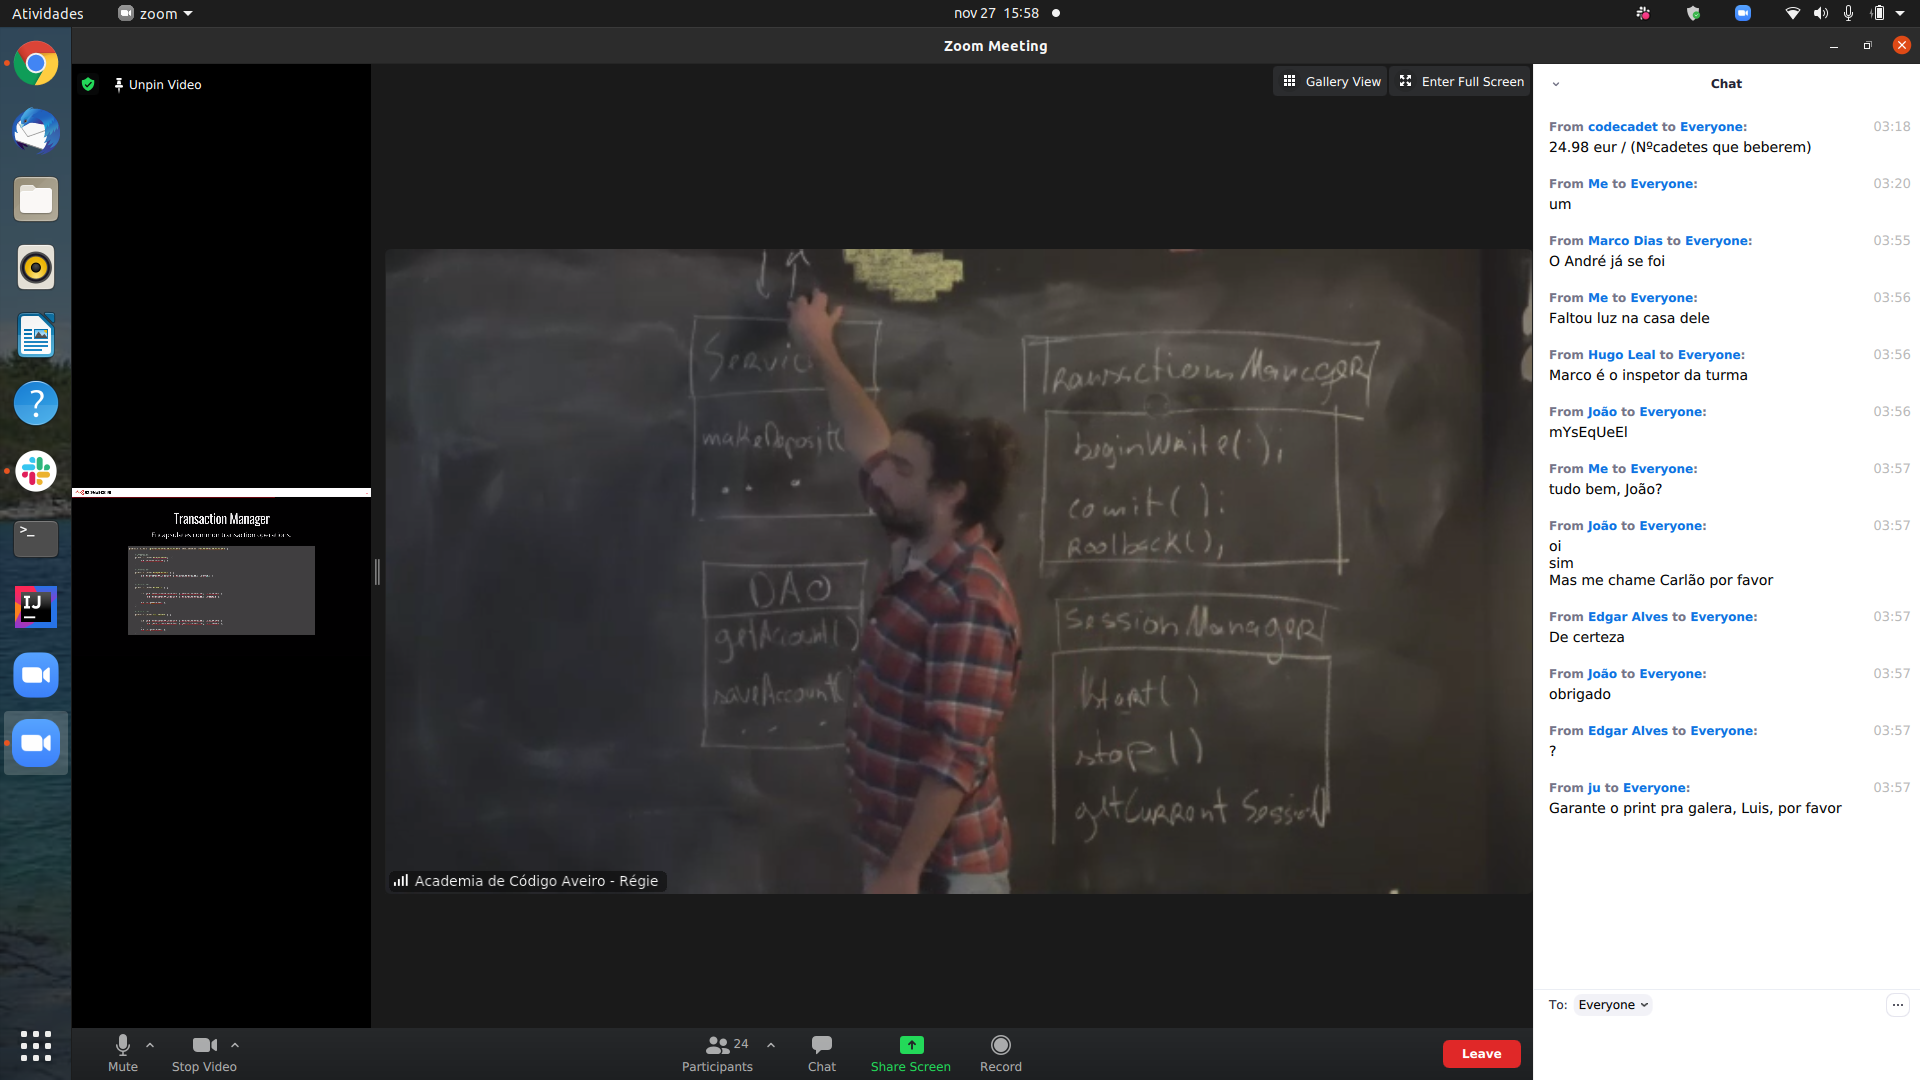 Atividades
zoom
nov 27 15:58
Zoom Meeting
Unpin Video
Gallery View
Enter Full Screen
Transaction Manager
Encapsulates common transaction operations
makeDeposit(
. . .
DAO
getAccount()
saveAccount(
. . .
TransactionManager
beginWrite();
comit();
roolback();
SessionManager
start()
stop()
getCurrent Session
Academia de Código Aveiro - Régie
Chat
From codecadet to Everyone: 03:18
24.98 eur / (Nºcadetes que beberem)
From Me to Everyone: 03:20
um
From Marco Dias to Everyone: 03:55
O André já se foi
From Me to Everyone: 03:56
Faltou luz na casa dele
From Hugo Leal to Everyone: 03:56
Marco é o inspetor da turma
From João to Everyone: 03:56
mYsEqUeEl
From Me to Everyone: 03:57
tudo bem, João?
From João to Everyone: 03:57
oi
sim
Mas me chame Carlão por favor
From Edgar Alves to Everyone: 03:57
De certeza
From João to Everyone: 03:57
obrigado
From Edgar Alves to Everyone: 03:57
?
From ju to Everyone: 03:57
Garante o print pra galera, Luis, por favor
To: Everyone
Mute
Stop Video
24
Participants
Chat
Share Screen
Record
Leave